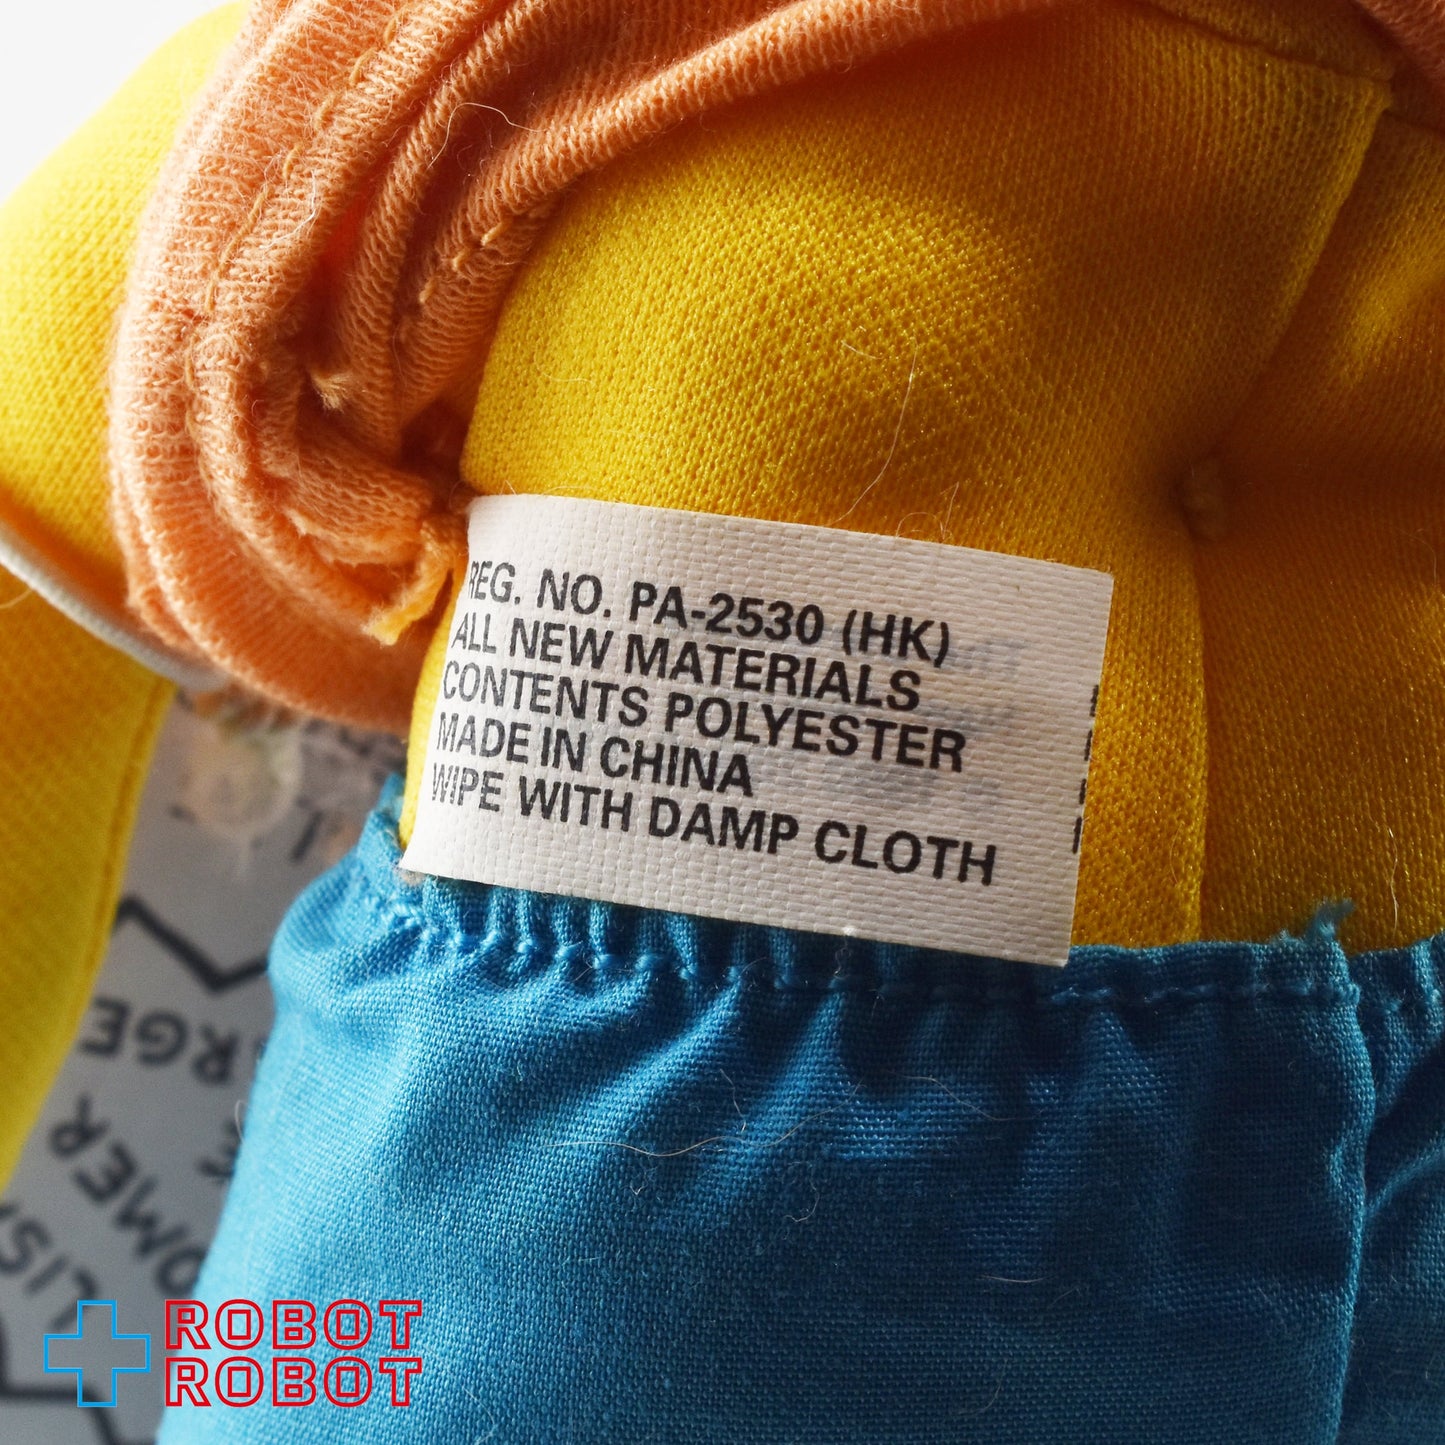 REG. NO. PA-2530 (HK)
ALL NEW MATERIALS
CONTENTS POLYESTER
MADE IN CHINA
WIPE WITH DAMP CLOTH
ROBOT
ROBOT